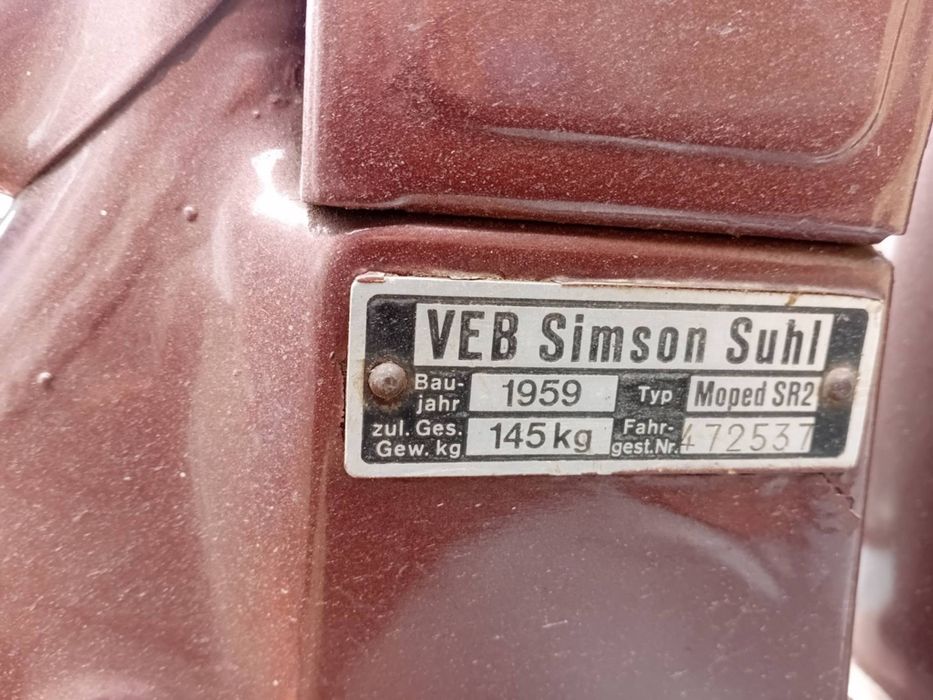 VEB Simson Suhl
Bau-jahr 1959 Typ Moped SR2
zul. Ges. Gew. kg 145 kg Fahr-gest.Nr. 472537